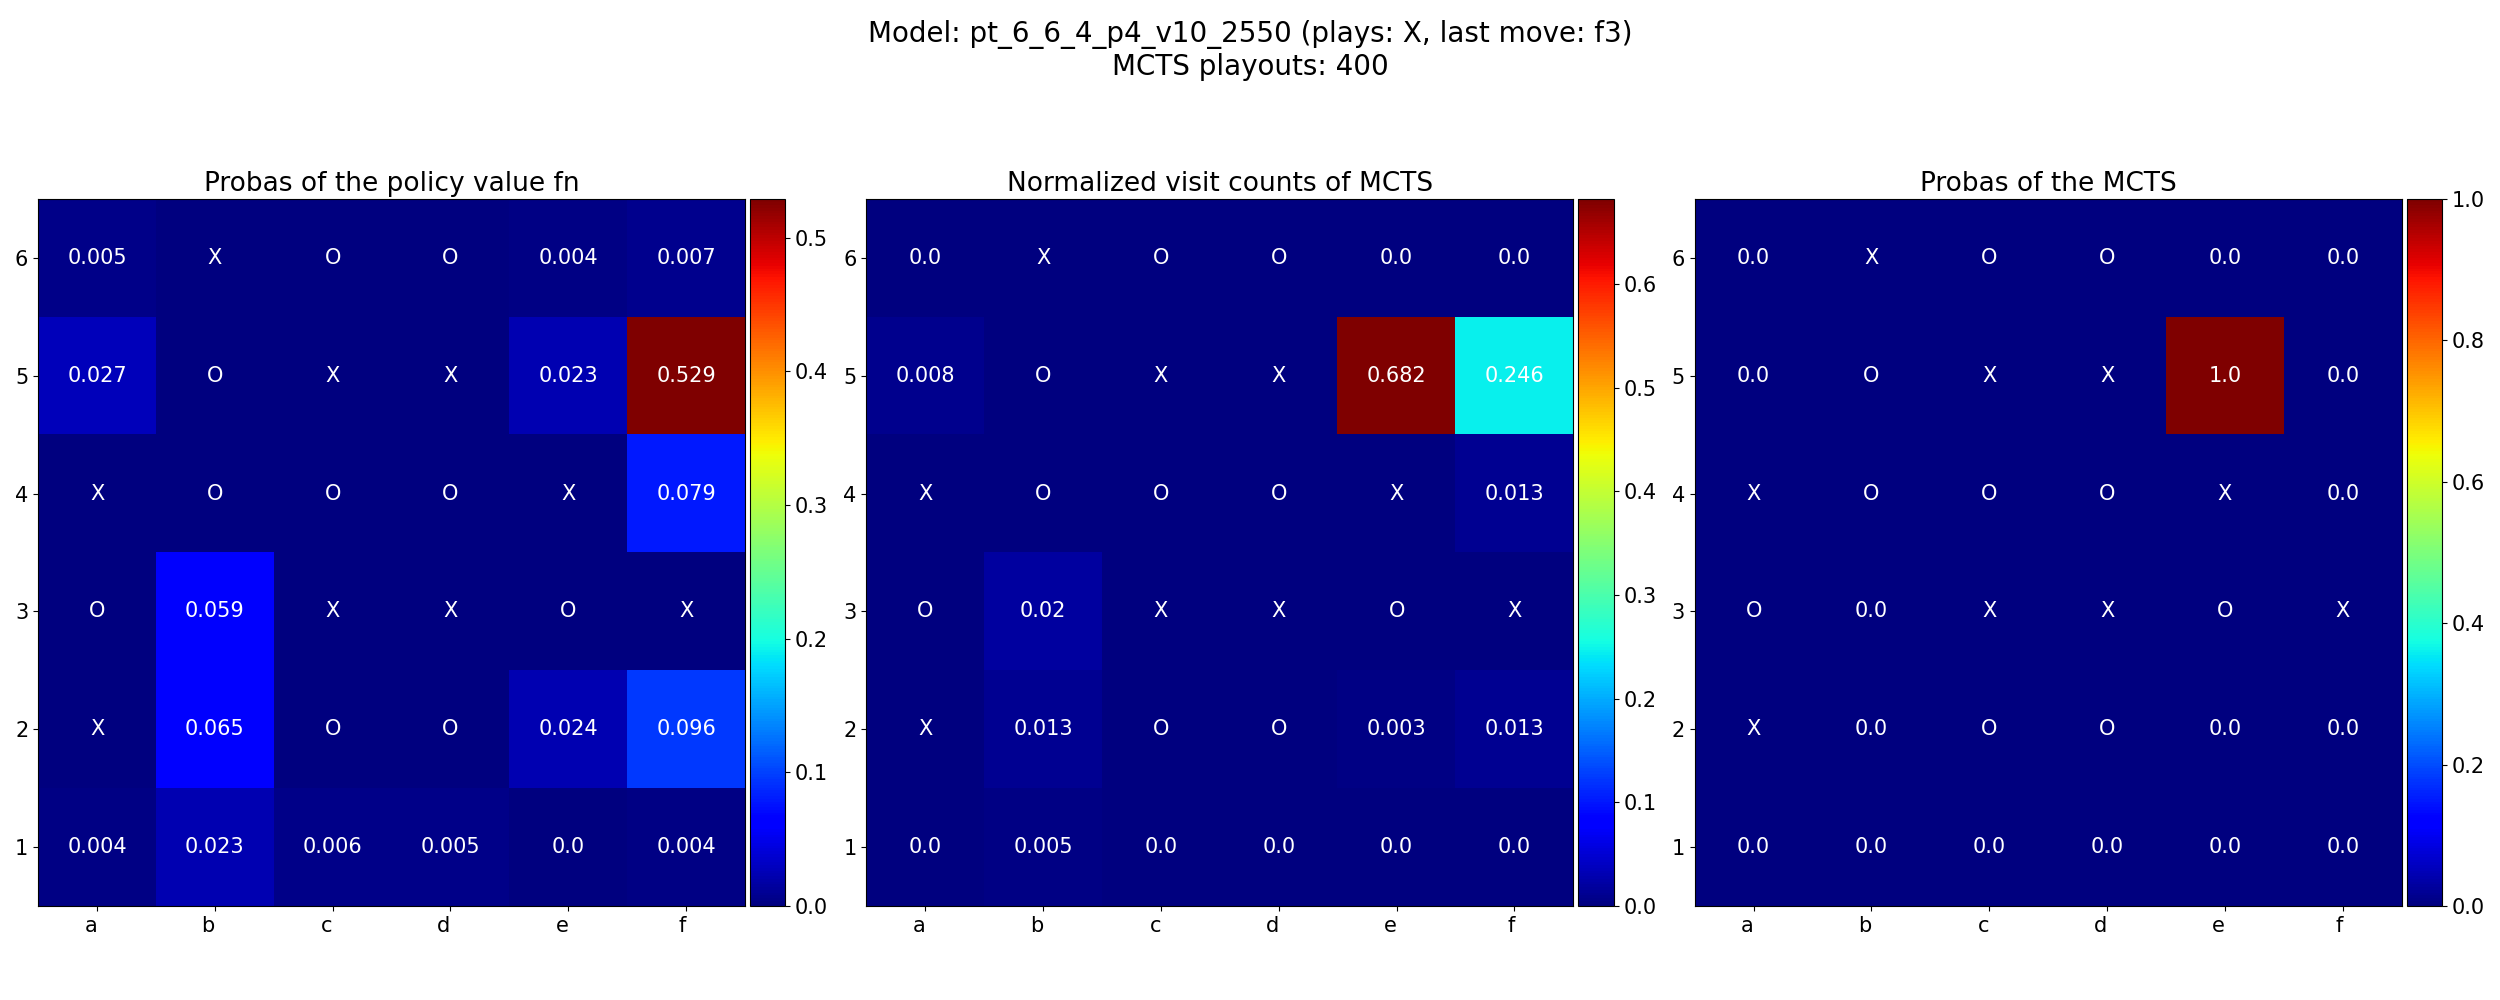 Model: pt_6_6_4_p4_v10_2550 (plays: X, last move: f3)
MCTS playouts: 400
Probas of the policy value fn
6 0.005 X O O 0.004 0.007
5 0.027 O X X 0.023 0.529
4 X O O O X 0.079
3 O 0.059 X X O X
2 X 0.065 O O 0.024 0.096
1 0.004 0.023 0.006 0.005 0.0 0.004
a b c d e f
0.5
0.4
0.3
0.2
0.1
0.0
Normalized visit counts of MCTS
6 0.0 X O O 0.0 0.0
5 0.008 O X X 0.682 0.246
4 X O O O X 0.013
3 O 0.02 X X O X
2 X 0.013 O O 0.003 0.013
1 0.0 0.005 0.0 0.0 0.0 0.0
a b c d e f
0.6
0.5
0.4
0.3
0.2
0.1
0.0
Probas of the MCTS
6 0.0 X O O 0.0 0.0
5 0.0 O X X 1.0 0.0
4 X O O O X 0.0
3 O 0.0 X X O X
2 X 0.0 O O 0.0 0.0
1 0.0 0.0 0.0 0.0 0.0 0.0
a b c d e f
1.0
0.8
0.6
0.4
0.2
0.0